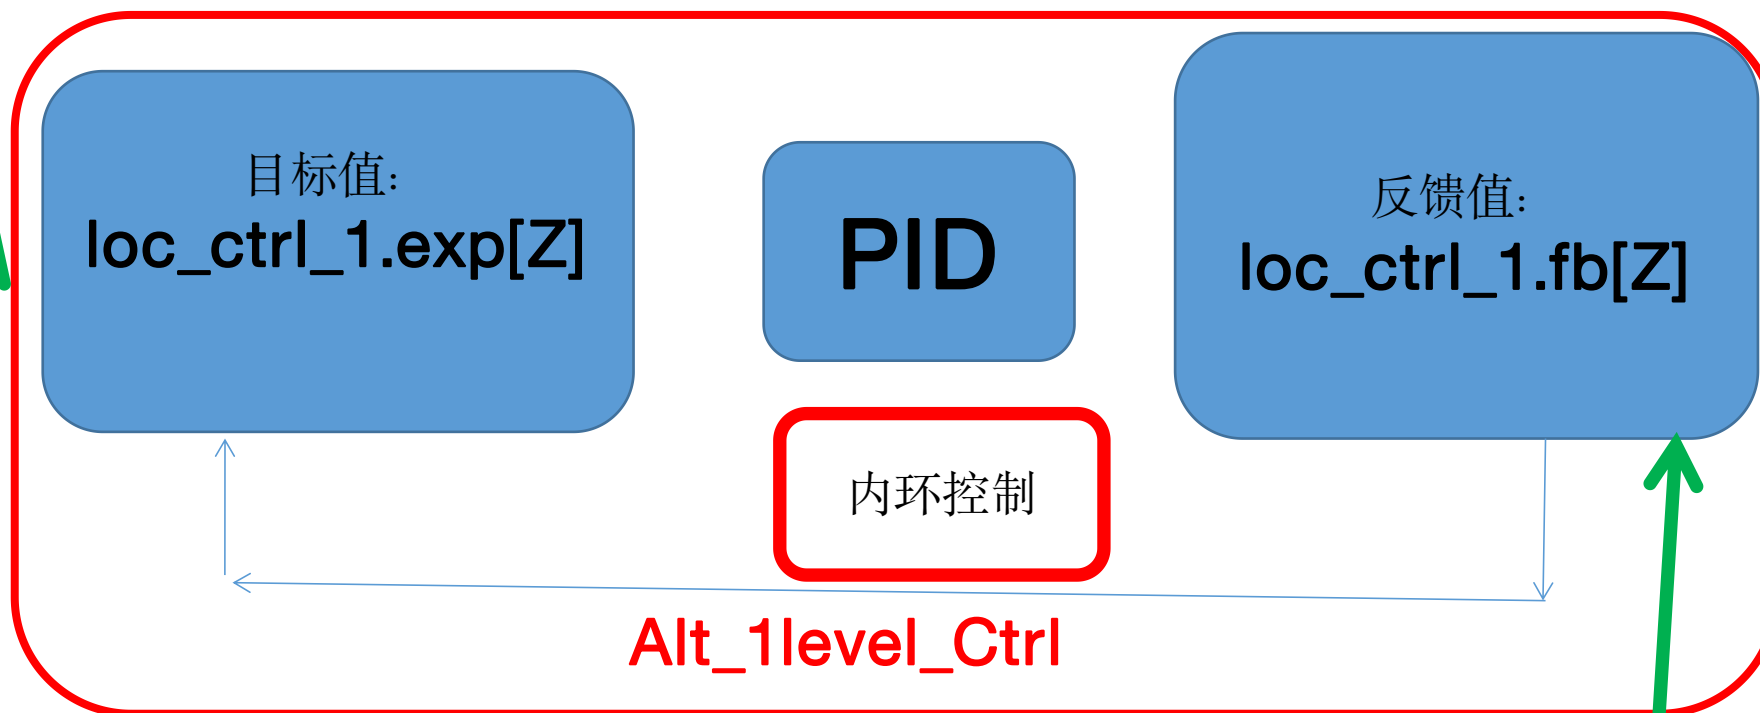 目标值:
loc_ctrl_1.exp[Z]
PID
反馈值:
loc_ctrl_1.fb[Z]
内环控制
Alt_1level_Ctrl